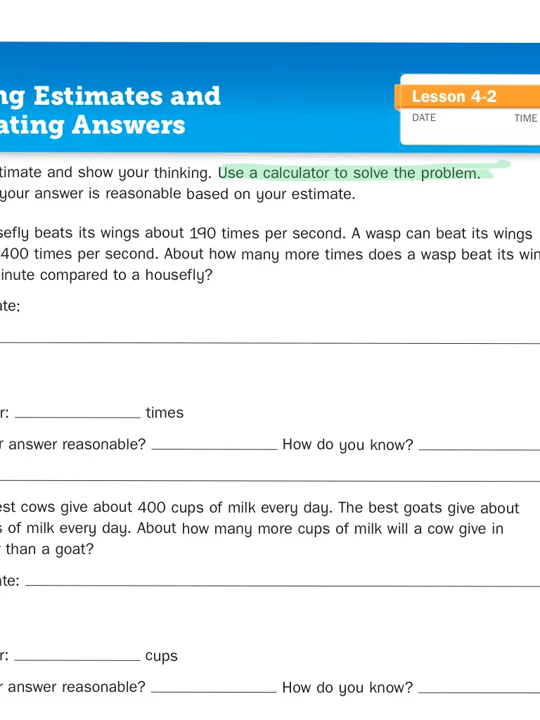 ng Estimates and
ating Answers
Lesson 4-2
DATE TIME
timate and show your thinking. Use a calculator to solve the problem.
your answer is reasonable based on your estimate.
sefly beats its wings about 190 times per second. A wasp can beat its wings
400 times per second. About how many more times does a wasp beat its win
inute compared to a housefly?
ate:
r: times
r answer reasonable? How do you know?
est cows give about 400 cups of milk every day. The best goats give about
s of milk every day. About how many more cups of milk will a cow give in
r than a goat?
ate:
r: cups
r answer reasonable? How do you know?